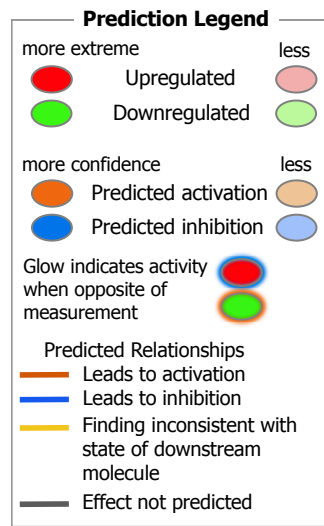 Prediction Legend
more extreme less
Upregulated
Downregulated
more confidence less
Predicted activation
Predicted inhibition
Glow indicates activity
when opposite of
measurement
Predicted Relationships
Leads to activation
Leads to inhibition
Finding inconsistent with
state of downstream
molecule
Effect not predicted